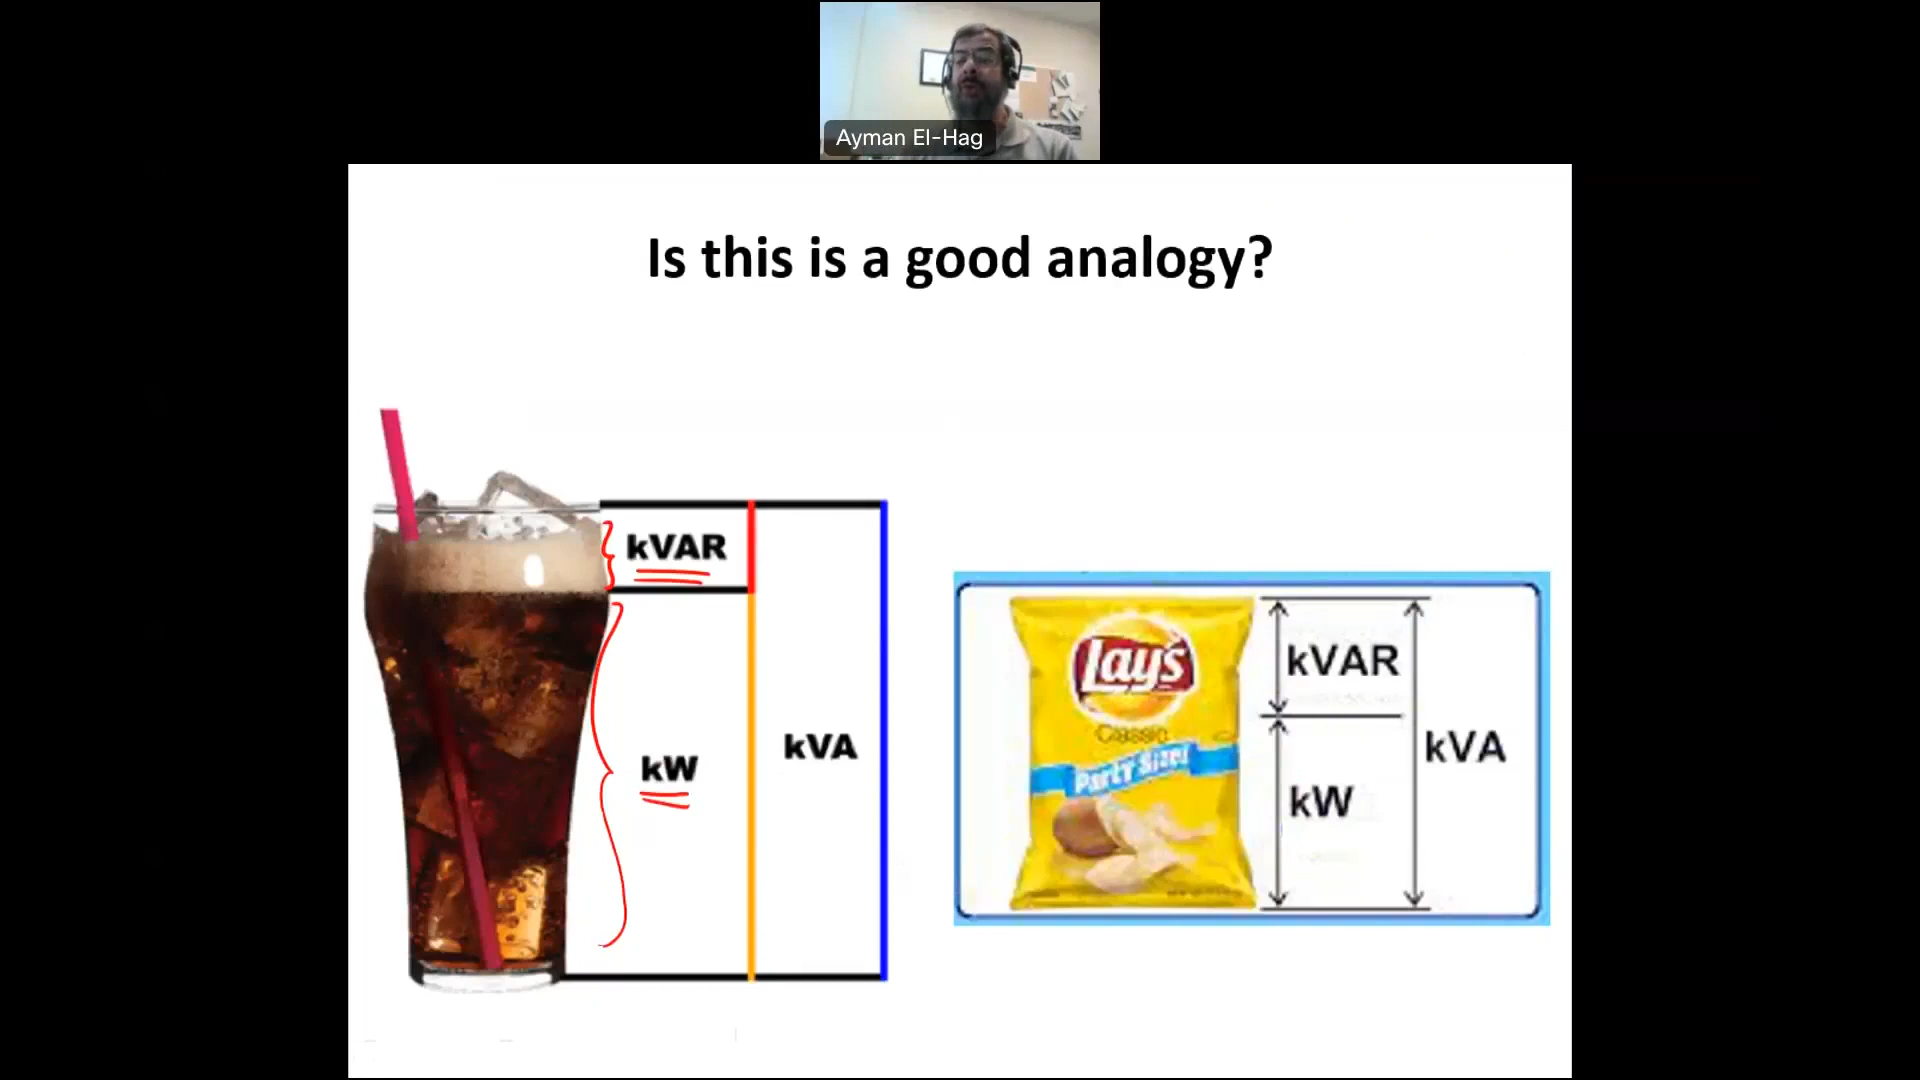 Ayman El-Hag
Is this is a good analogy?
kVAR
kW
kVA
Lay's
Classic
Party Size!
kVAR
kW
kVA